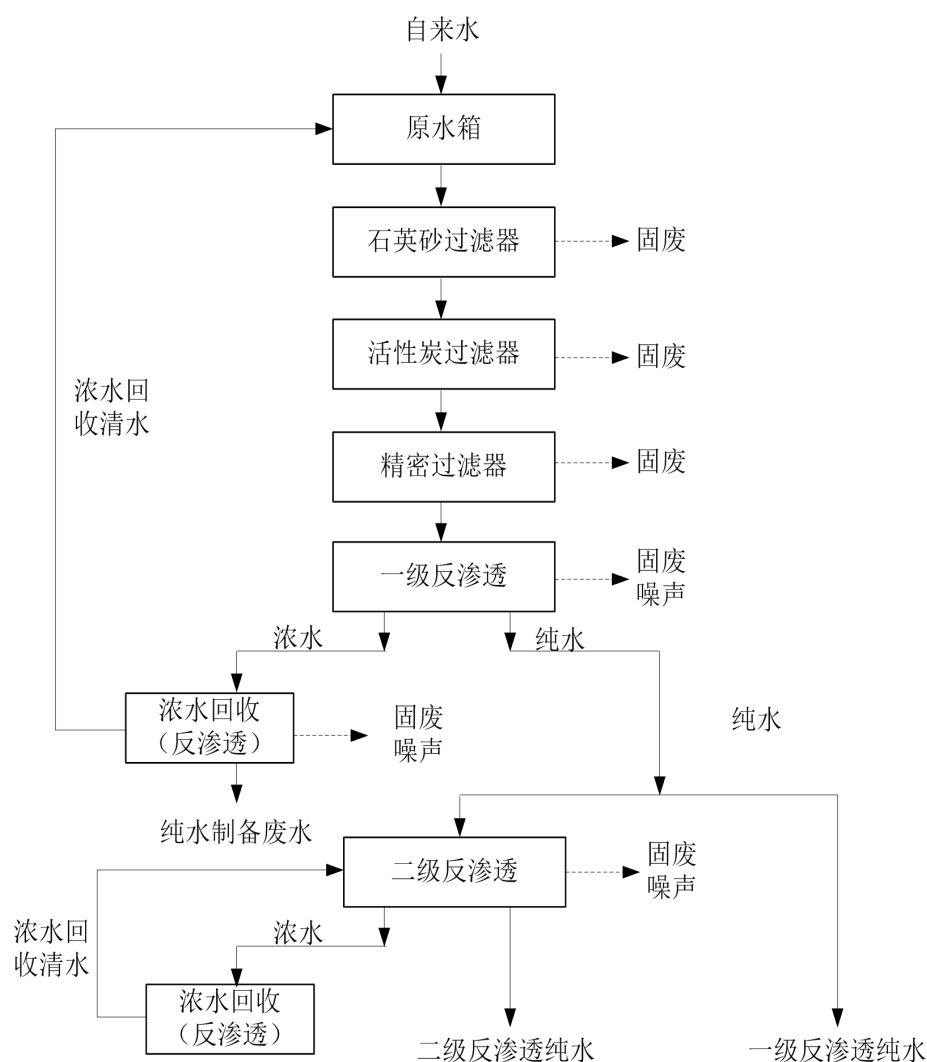 自来水
原水箱
石英砂过滤器
固废
活性炭过滤器
固废
浓水回
收清水
精密过滤器
固废
一级反渗透
固废
噪声
浓水
纯水
浓水回收
（反渗透）
固废
噪声
纯水
纯水制备废水
二级反渗透
固废
噪声
浓水回
收清水
浓水
浓水回收
（反渗透）
二级反渗透纯水
一级反渗透纯水